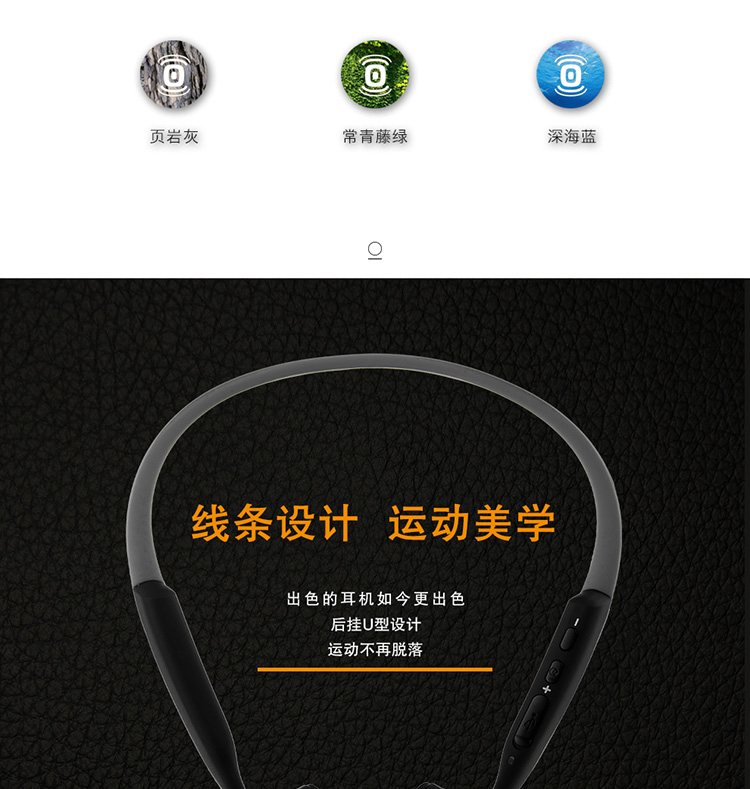 页岩灰
常青藤绿
深海蓝
线条设计 运动美学
出色的耳机如今更出色
后挂U型设计
运动不再脱落